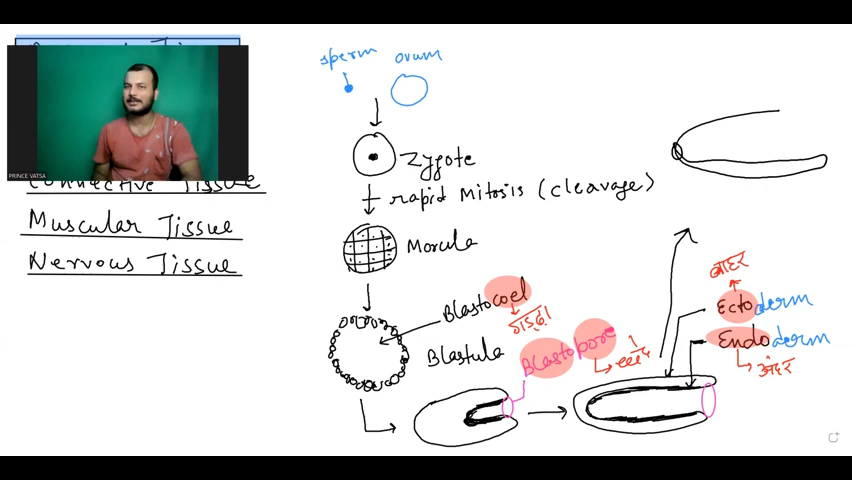 sperm ovum
PRINCE VATSA
Connective Tissue
Muscular Tissue
Nervous Tissue
Zygote
rapid Mitosis (cleavage)
Morula
Blastocoel
Blastula
Blastopore
बाहर
Ectoderm
Endoderm
अंदर